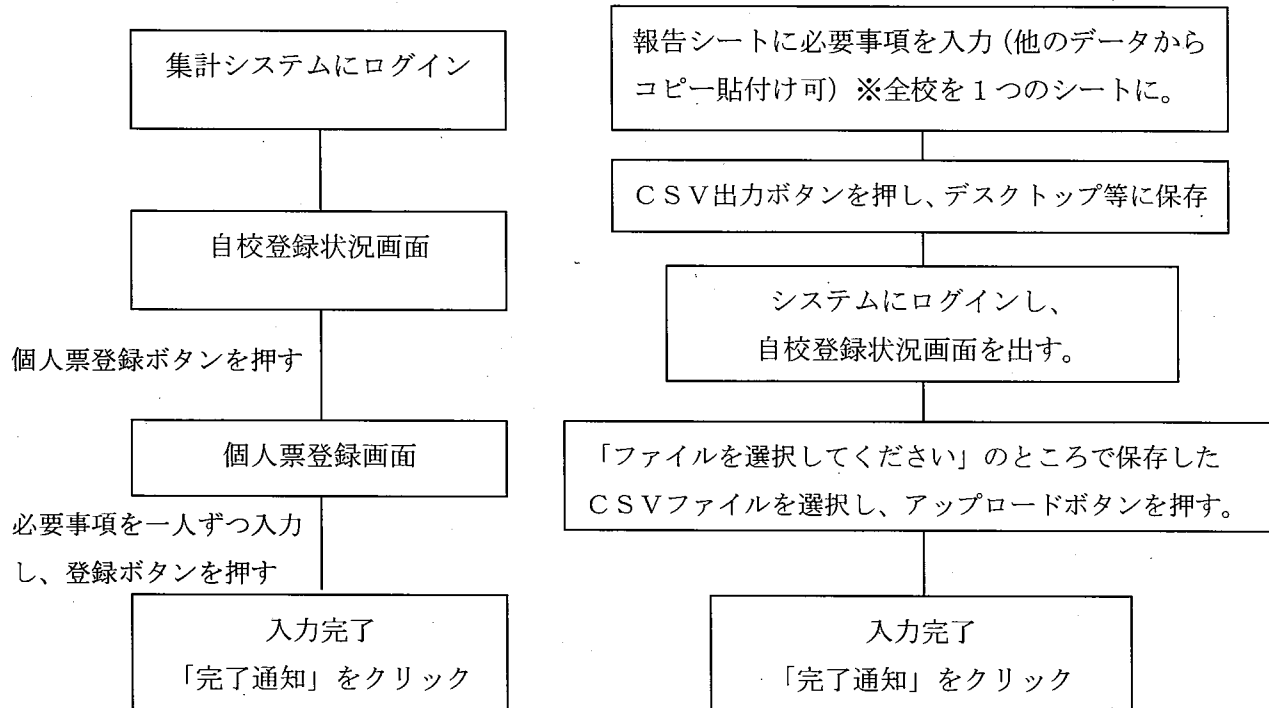 集計システムにログイン
自校登録状況画面
個人票登録ボタンを押す
個人票登録画面
必要事項を一人ずつ入力
し、登録ボタンを押す
入力完了
「完了通知」をクリック
報告シートに必要事項を入力（他のデータから
コピー貼付け可）※全校を１つのシートに。
ＣＳＶ出力ボタンを押し、デスクトップ等に保存
システムにログインし、
自校登録状況画面を出す。
「ファイルを選択してください」のところで保存した
ＣＳＶファイルを選択し、アップロードボタンを押す。
入力完了
「完了通知」をクリック